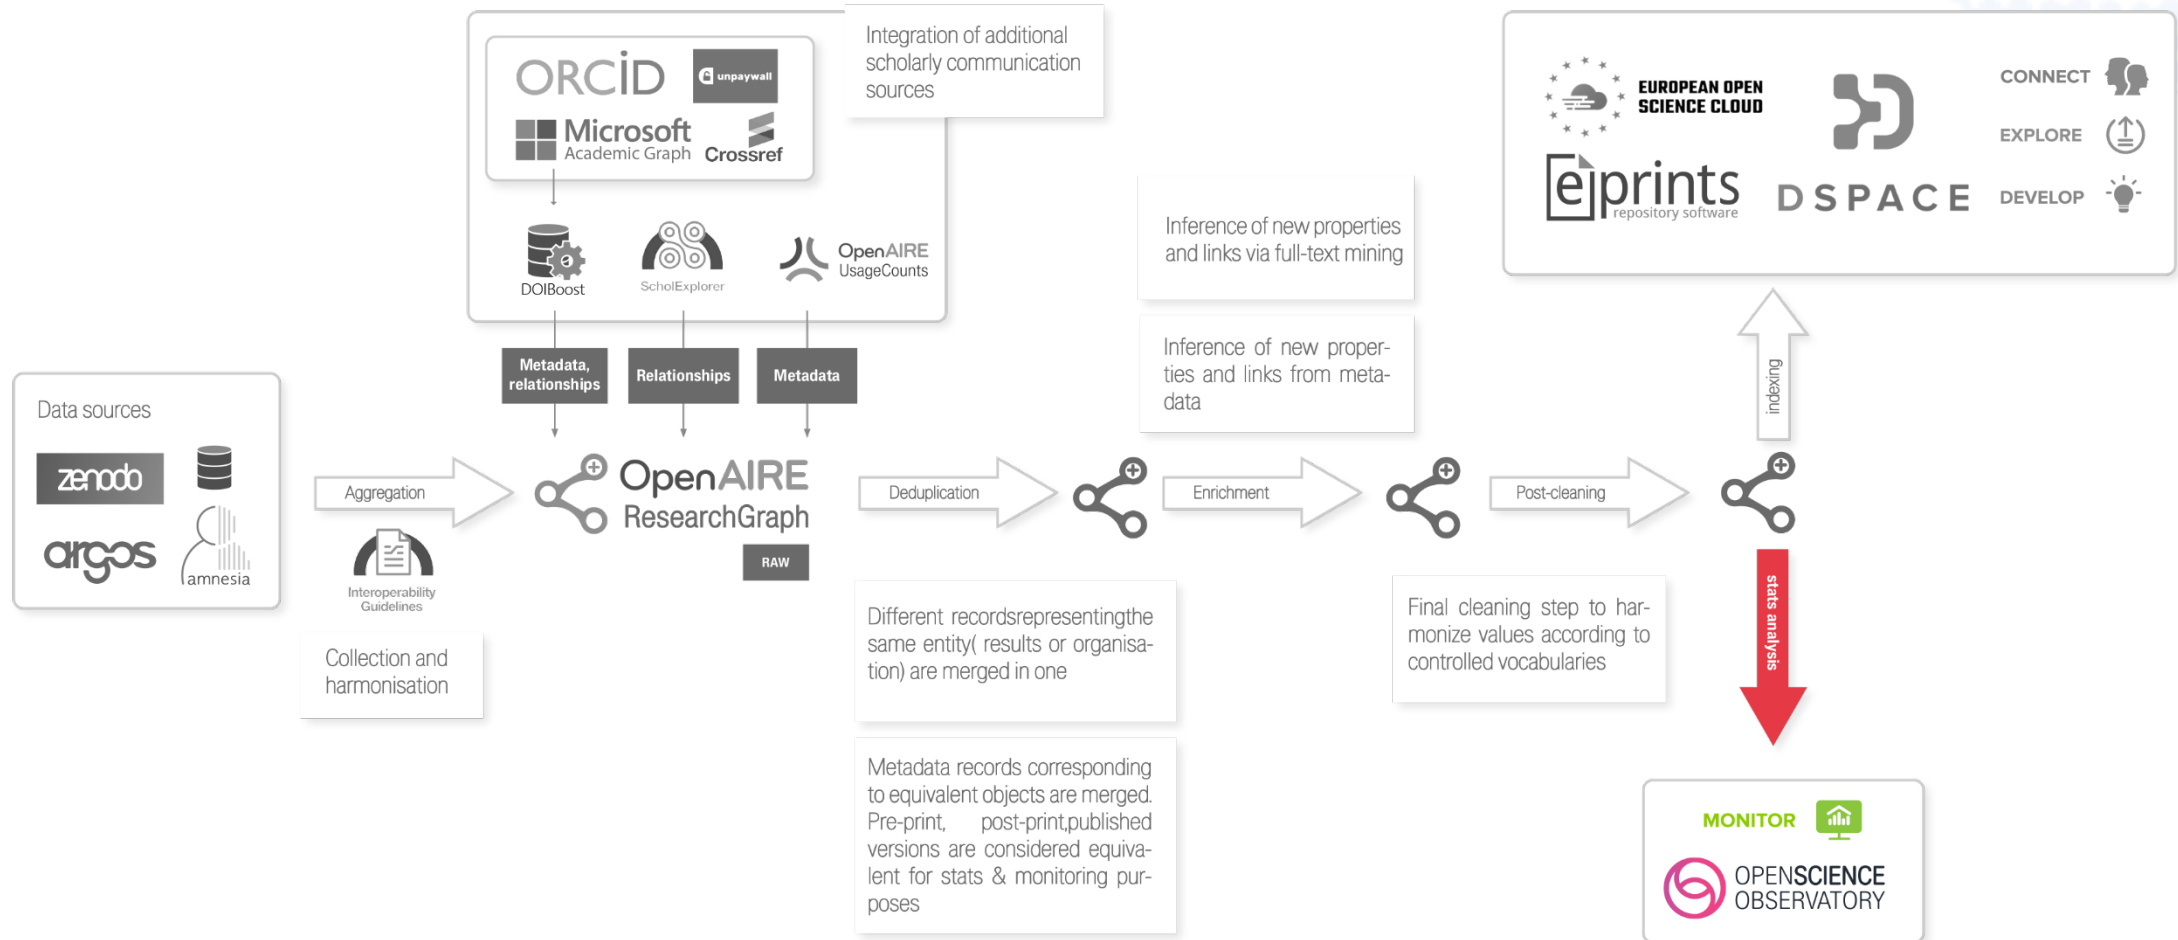 Integration of additional
scholarly communication
sources
ORCiD
unpaywall
Microsoft
Academic Graph
Crossref
DOIBoost
ScholExplorer
OpenAIRE
UsageCounts
Metadata,
relationships
Relationships
Metadata
Data sources
zenodo
argos
amnesia
Aggregation
Interoperability
Guidelines
Collection and
harmonisation
OpenAIRE
ResearchGraph
RAW
Deduplication
Different recordsrepresentingthe
same entity( results or organisa-
tion) are merged in one
Metadata records corresponding
to equivalent objects are merged.
Pre-print, post-print,published
versions are considered equiva-
lent for stats & monitoring pur-
poses
Inference of new properties
and links via full-text mining
Inference of new proper-
ties and links from meta-
data
Enrichment
Post-cleaning
Final cleaning step to har-
monize values according to
controlled vocabularies
EUROPEAN OPEN
SCIENCE CLOUD
eprints
repository software
DSPACE
CONNECT
EXPLORE
DEVELOP
indexing
stats analysis
MONITOR
OPENSCIENCE
OBSERVATORY